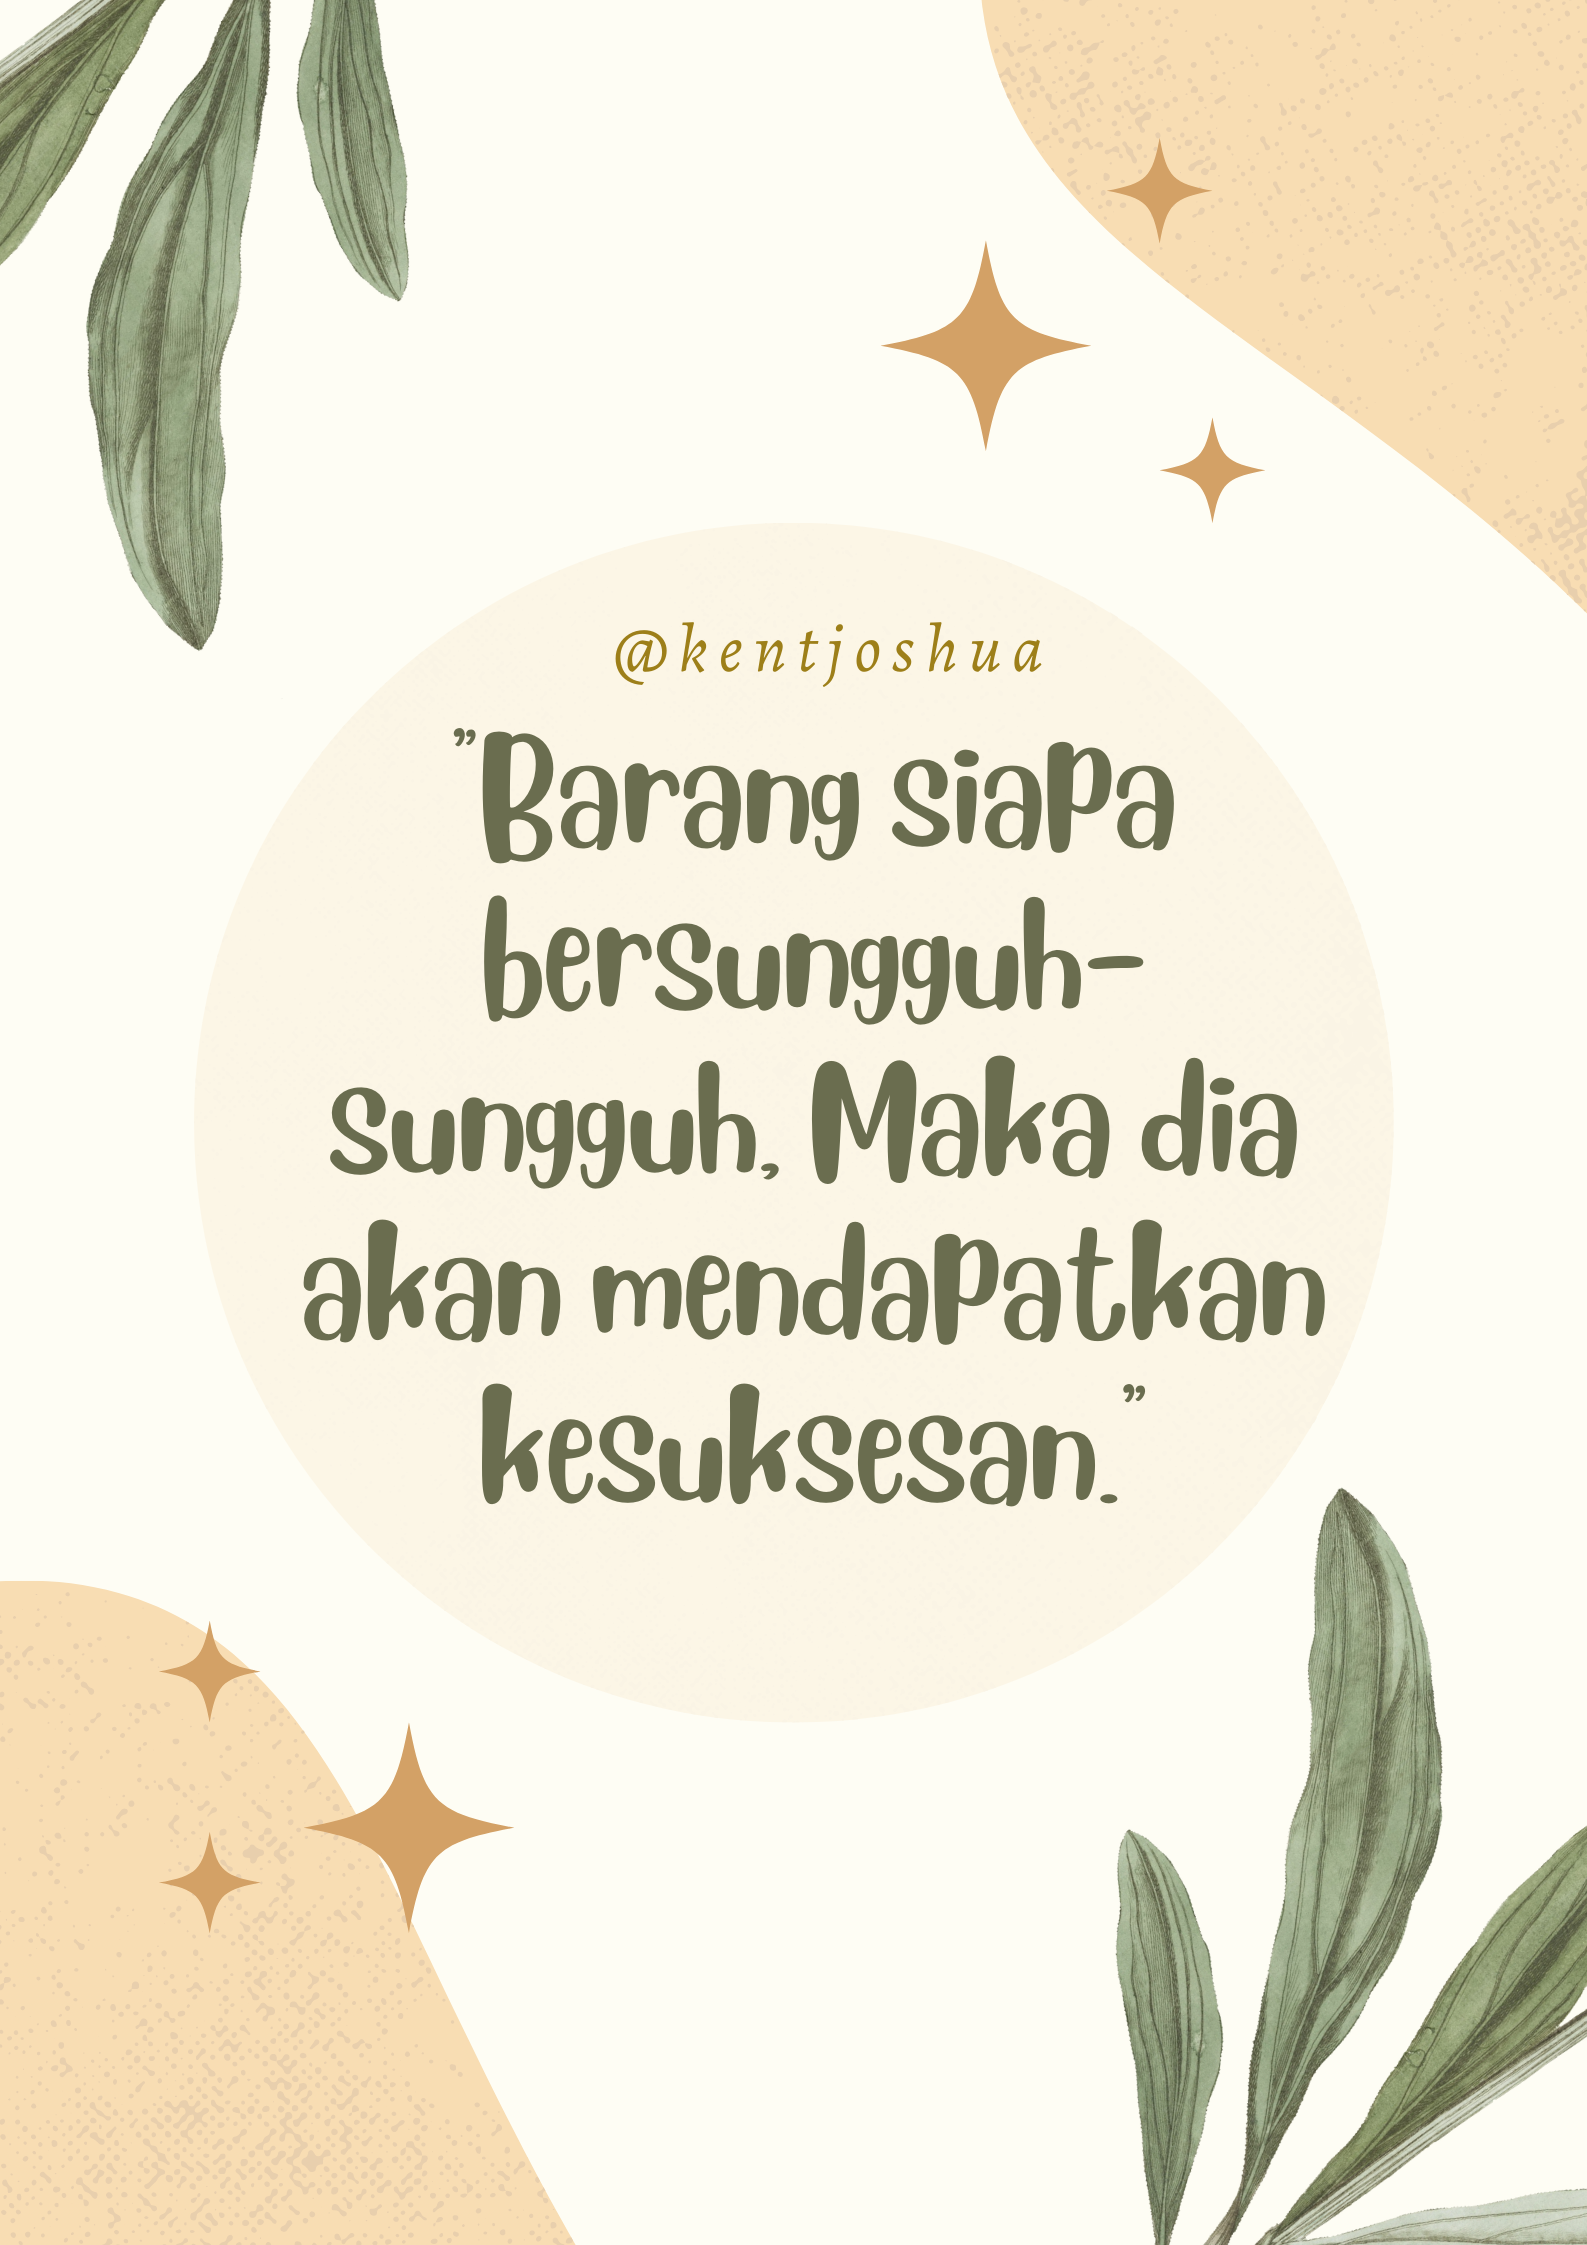 @kentjoshua
”Barang siapa
bersungguh-
sungguh, Maka dia
akan mendapatkan
kesuksesan.”